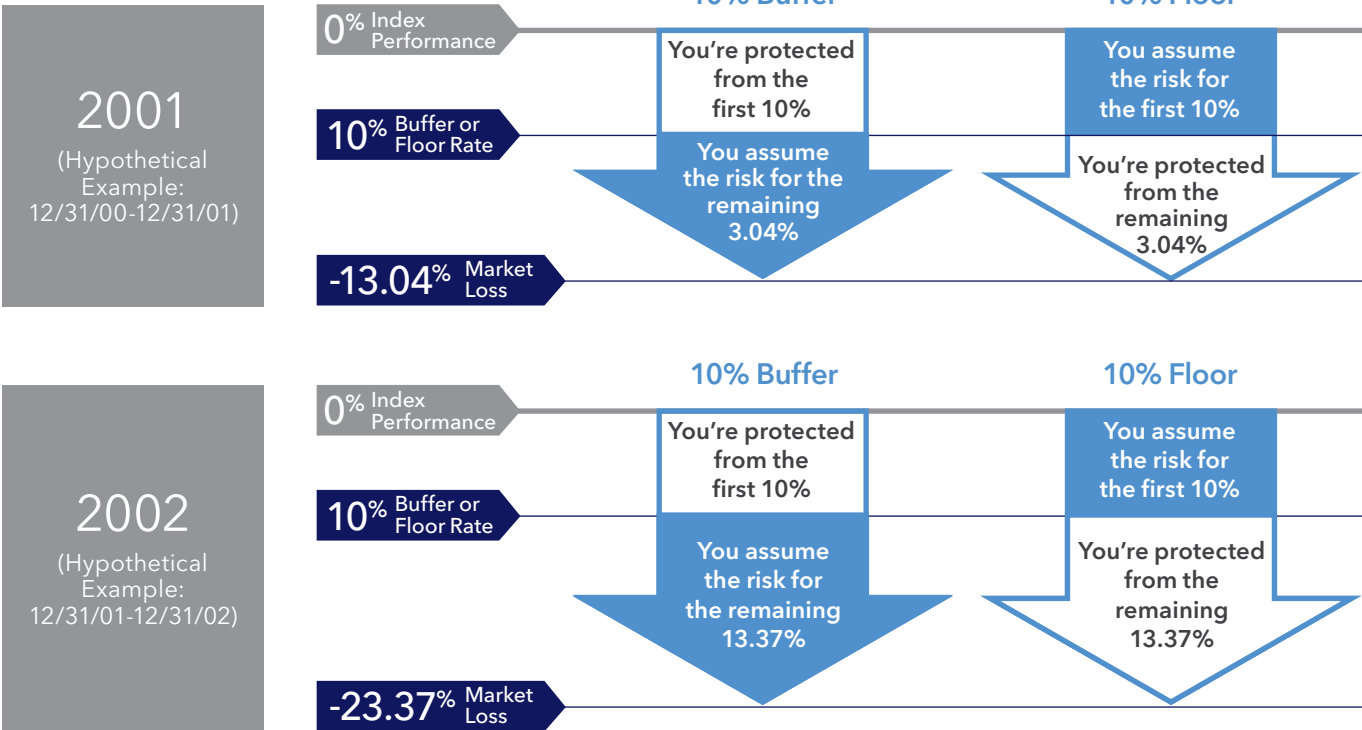 10% Buffer
10% Floor
0% Index
Performance
You're protected
from the
first 10%
You assume
the risk for
the first 10%
2001
(Hypothetical
Example:
12/31/00-12/31/01)
10% Buffer or
Floor Rate
You assume
the risk for the
remaining
3.04%
You're protected
from the
remaining
3.04%
-13.04% Market
Loss
10% Buffer
10% Floor
0% Index
Performance
You're protected
from the
first 10%
You assume
the risk for
the first 10%
2002
(Hypothetical
Example:
12/31/01-12/31/02)
10% Buffer or
Floor Rate
You assume
the risk for
the remaining
13.37%
You're protected
from the
remaining
13.37%
-23.37% Market
Loss